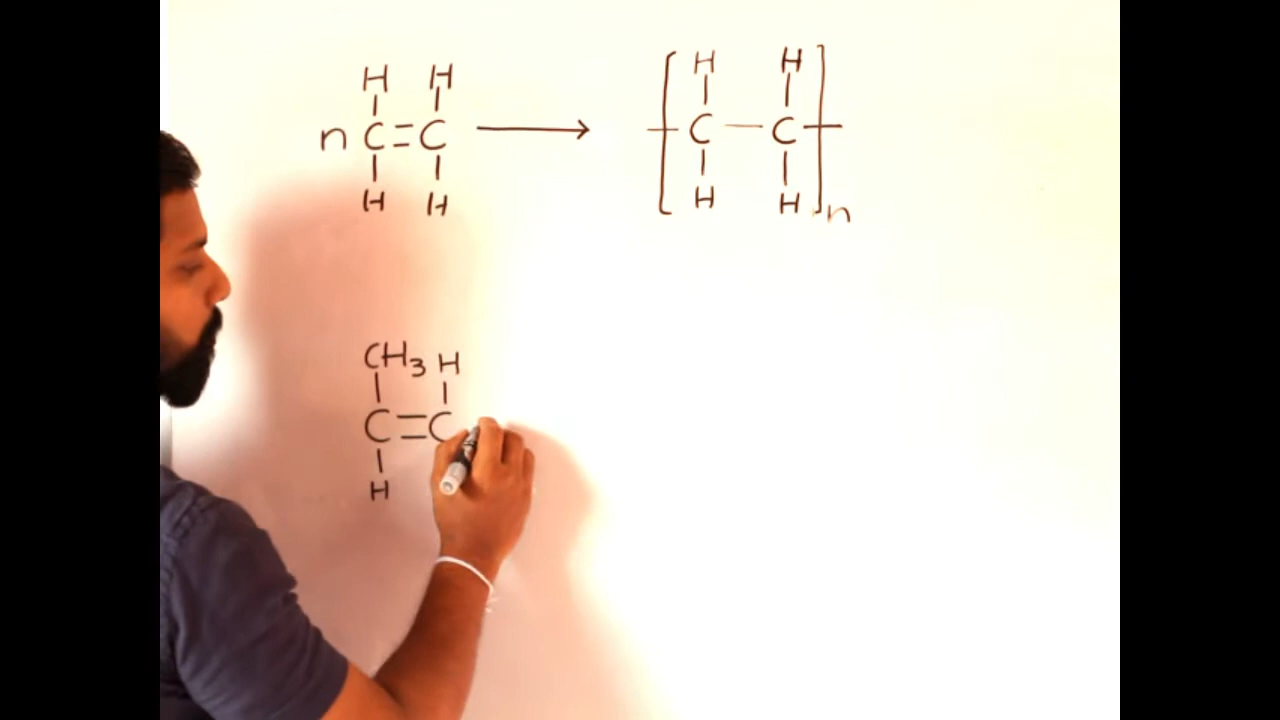 H H H H
n C=C → [ C — C ]
H H H H n
CH3 H
C=C
H